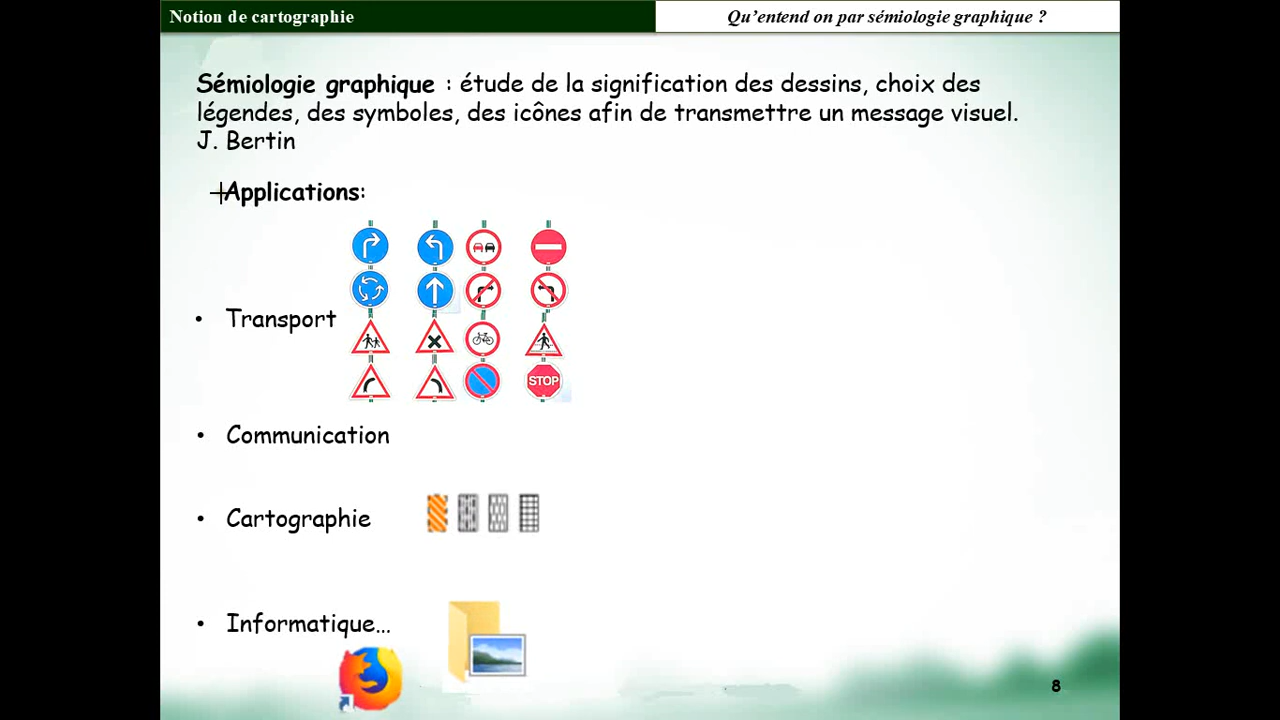 Notion de cartographie
Qu’entend on par sémiologie graphique ?
Sémiologie graphique : étude de la signification des dessins, choix des
légendes, des symboles, des icônes afin de transmettre un message visuel.
J. Bertin
Applications:
• Transport
STOP
• Communication
• Cartographie
• Informatique…
8